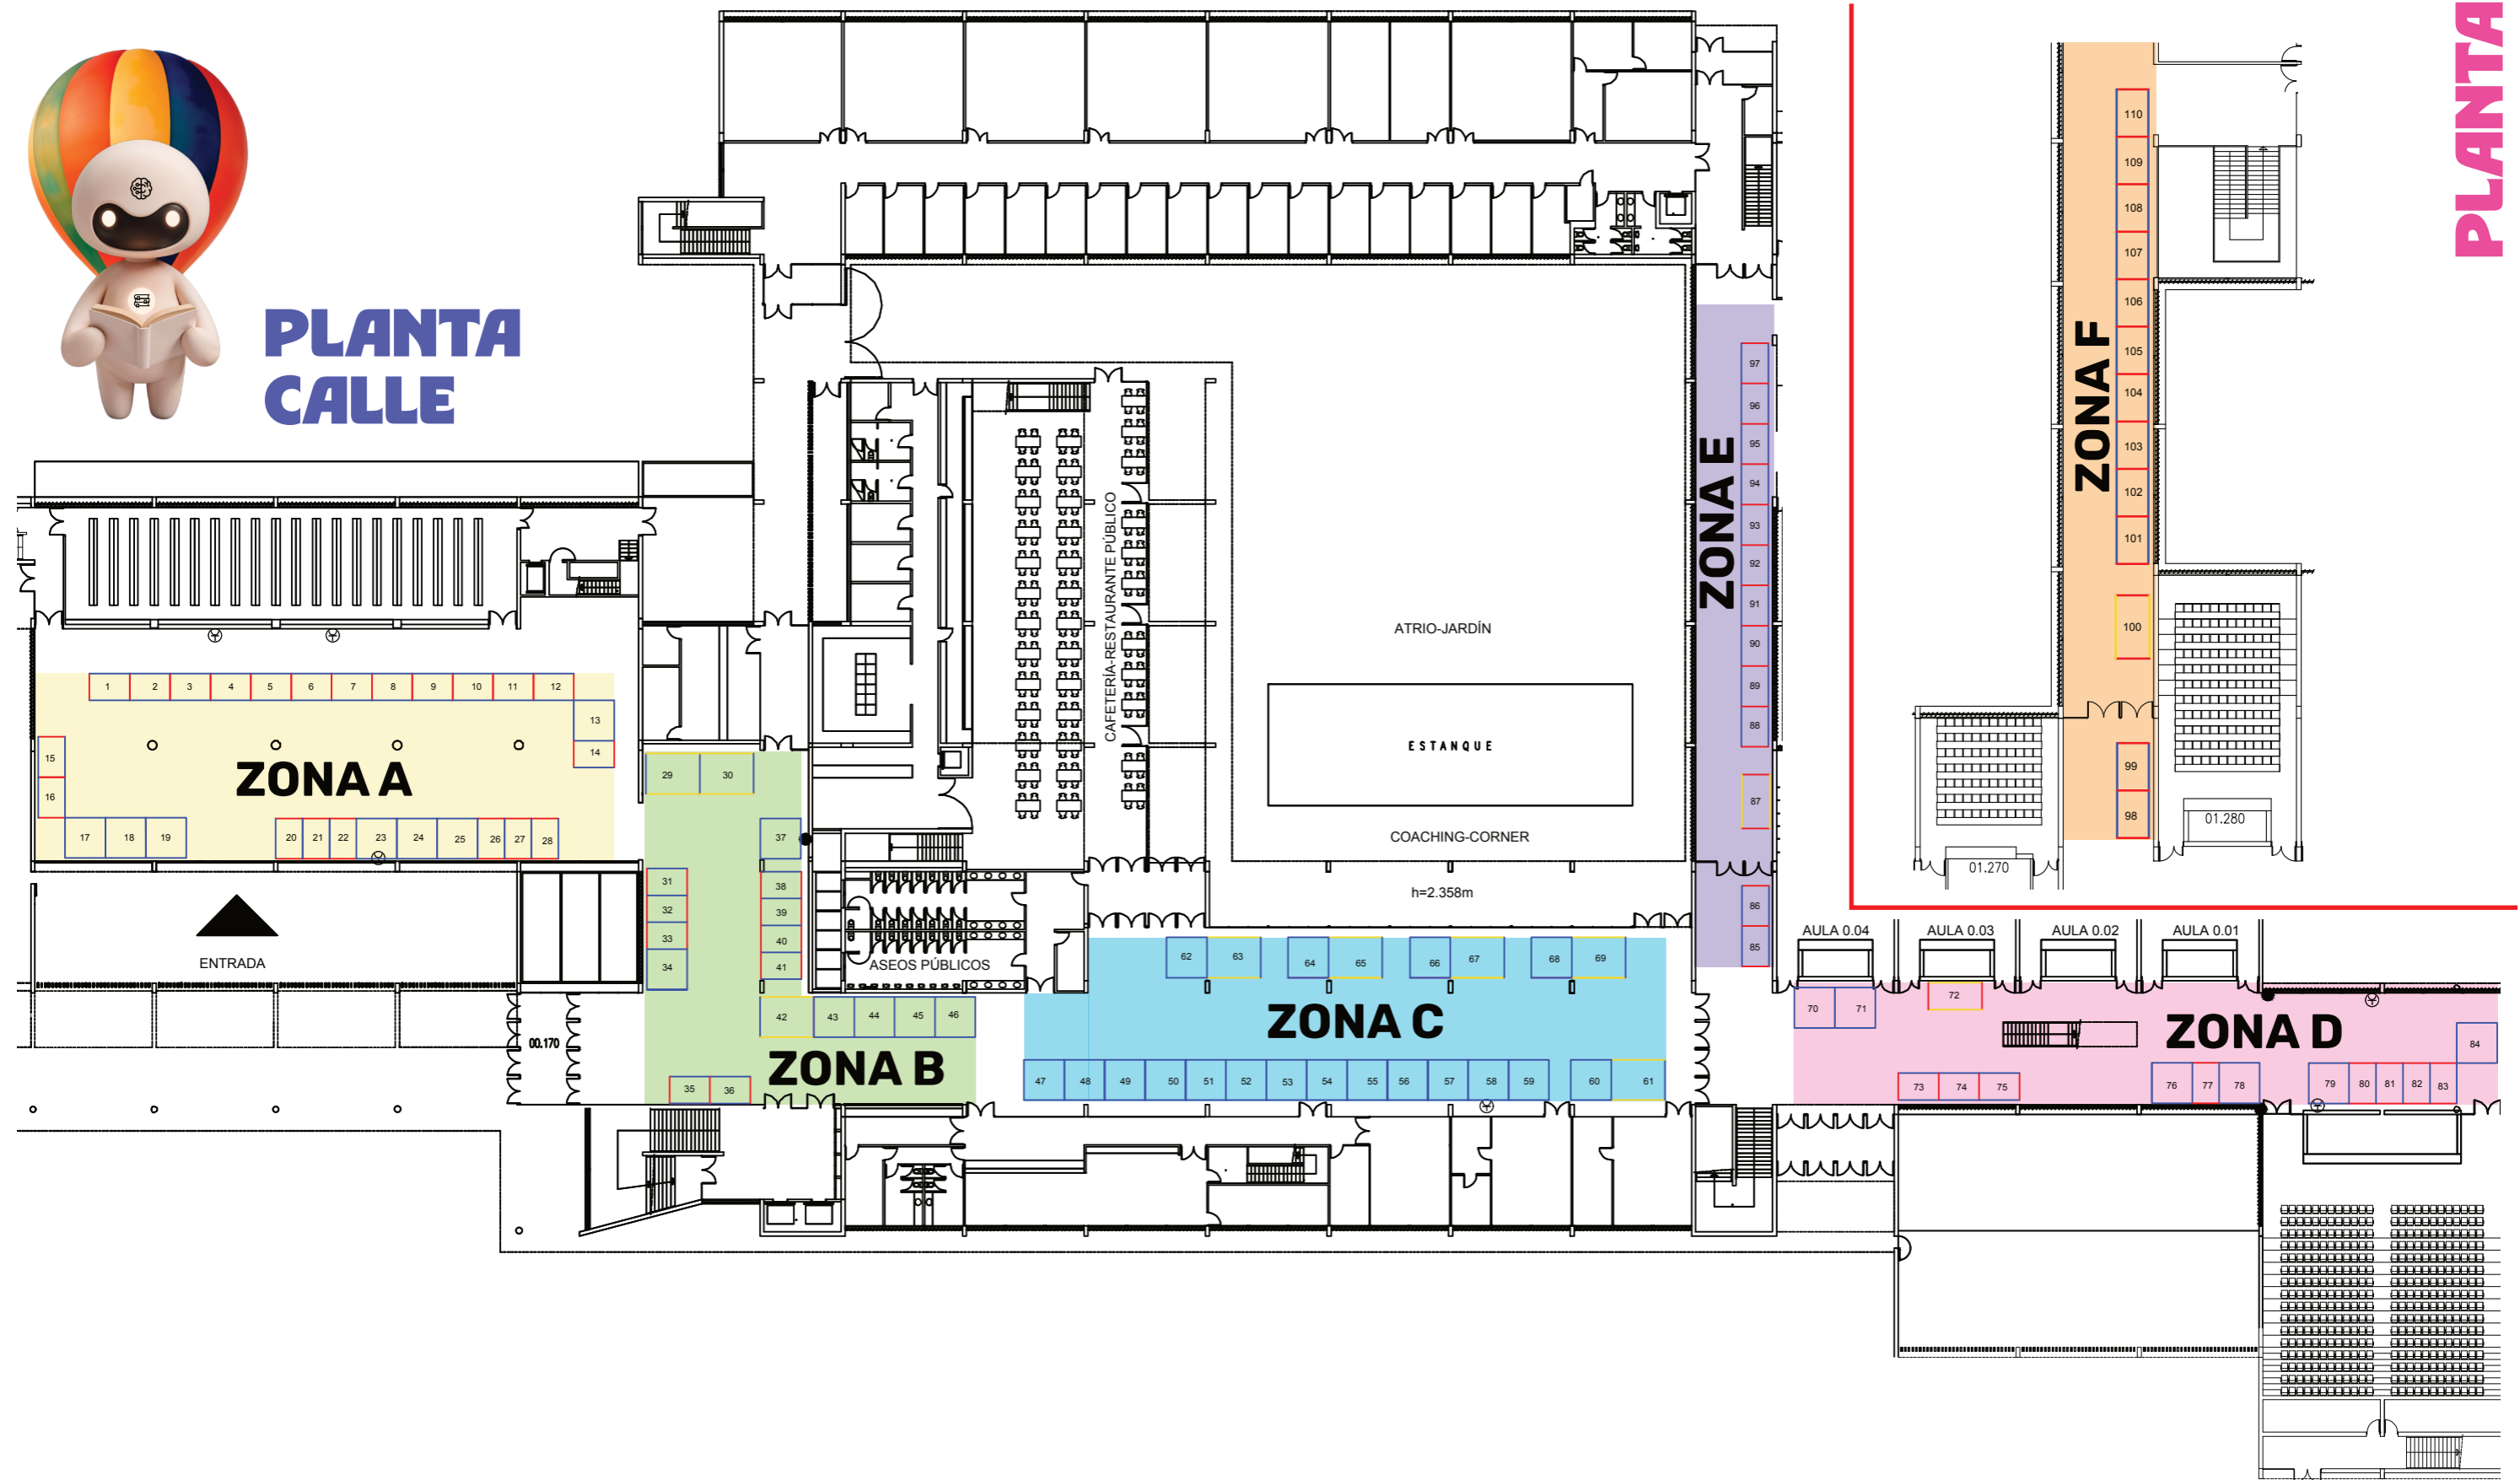 PLANTA
CALLE
PLANTA
ZONA A
1 2 3 4 5 6 7 8 9 10 11 12
13
14
15
16
17 18 19
20 21 22 23 24 25 26 27 28
ENTRADA
00.170
ZONA B
29 30
31
32
33
34
35 36
37
38
39
40
41
42 43 44 45 46
ASEOS PÚBLICOS
CAFETERÍA-RESTAURANTE PÚBLICO
ATRIO-JARDÍN
ESTANQUE
COACHING-CORNER
h=2.358m
ZONA C
62 63 64 65 66 67 68 69
47 48 49 50 51 52 53 54 55 56 57 58 59 60 61
ZONA E
97
96
95
94
93
92
91
90
89
88
87
86
85
AULA 0.04 AULA 0.03 AULA 0.02 AULA 0.01
ZONA D
70 71 72
73 74 75 76 77 78 79 80 81 82 83
84
ZONA F
110
109
108
107
106
105
104
103
102
101
100
99
98
01.270
01.280